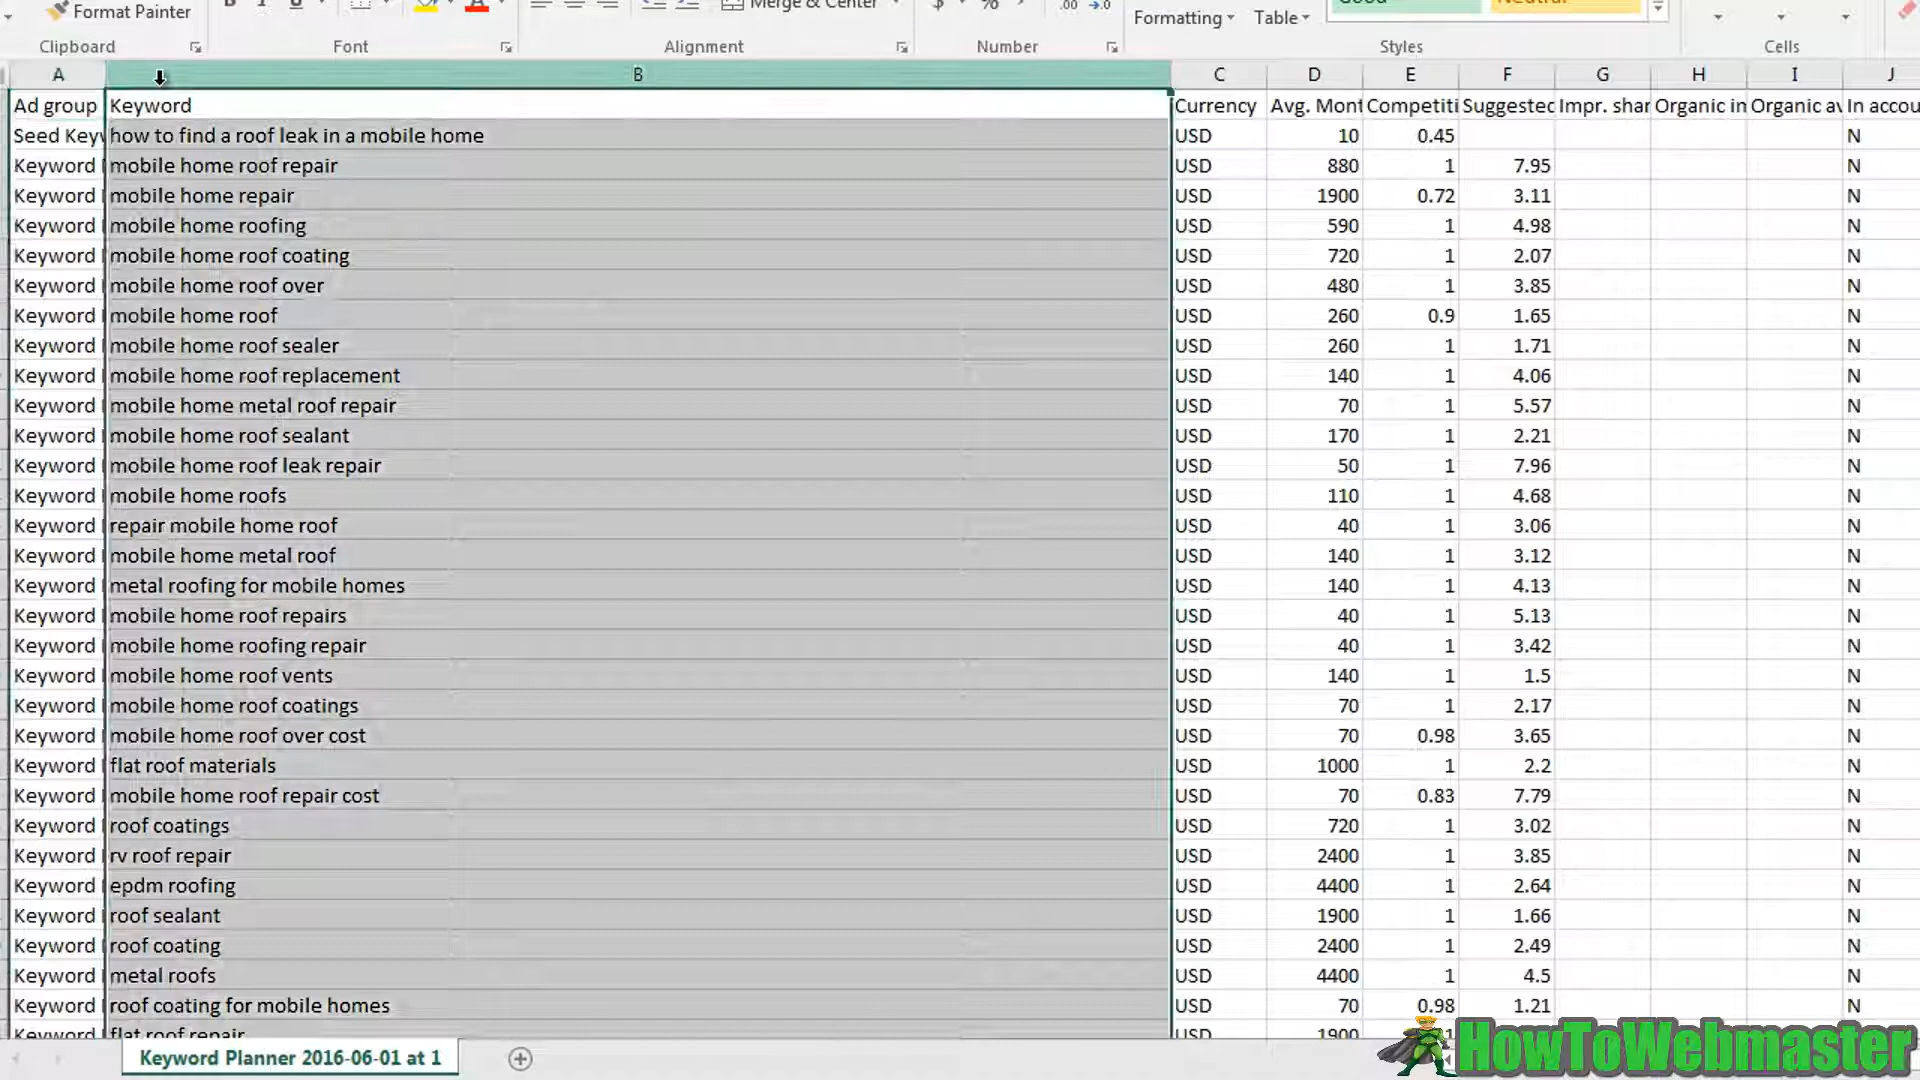 Format Painter
Merge & Center
$
%
.00
→.0
Formatting
Table
Clipboard
Font
Alignment
Number
Styles
Cells
A B C D E F G H I J
Ad group Keyword Currency Avg. Mont Competiti Suggested Impr. shar Organic in Organic av In accou
Seed Keyw how to find a roof leak in a mobile home USD 10 0.45 N
Keyword mobile home roof repair USD 880 1 7.95 N
Keyword mobile home repair USD 1900 0.72 3.11 N
Keyword mobile home roofing USD 590 1 4.98 N
Keyword mobile home roof coating USD 720 1 2.07 N
Keyword mobile home roof over USD 480 1 3.85 N
Keyword mobile home roof USD 260 0.9 1.65 N
Keyword mobile home roof sealer USD 260 1 1.71 N
Keyword mobile home roof replacement USD 140 1 4.06 N
Keyword mobile home metal roof repair USD 70 1 5.57 N
Keyword mobile home roof sealant USD 170 1 2.21 N
Keyword mobile home roof leak repair USD 50 1 7.96 N
Keyword mobile home roofs USD 110 1 4.68 N
Keyword repair mobile home roof USD 40 1 3.06 N
Keyword mobile home metal roof USD 140 1 3.12 N
Keyword metal roofing for mobile homes USD 140 1 4.13 N
Keyword mobile home roof repairs USD 40 1 5.13 N
Keyword mobile home roofing repair USD 40 1 3.42 N
Keyword mobile home roof vents USD 140 1 1.5 N
Keyword mobile home roof coatings USD 70 1 2.17 N
Keyword mobile home roof over cost USD 70 0.98 3.65 N
Keyword flat roof materials USD 1000 1 2.2 N
Keyword mobile home roof repair cost USD 70 0.83 7.79 N
Keyword roof coatings USD 720 1 3.02 N
Keyword rv roof repair USD 2400 1 3.85 N
Keyword epdm roofing USD 4400 1 2.64 N
Keyword roof sealant USD 1900 1 1.66 N
Keyword roof coating USD 2400 1 2.49 N
Keyword metal roofs USD 4400 1 4.5 N
Keyword roof coating for mobile homes USD 70 0.98 1.21 N
Keyword flat roof repair USD 1900 1
Keyword Planner 2016-06-01 at 1
HowToWebmaster